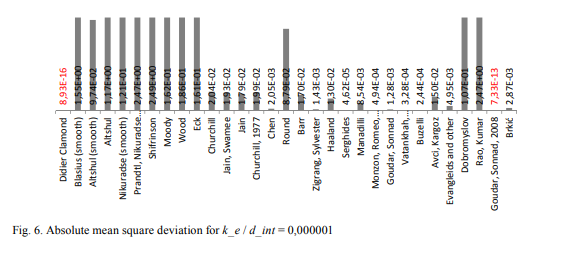 8,93E-16
1,55E+00
9,74E-02
1,17E+00
1,21E-01
2,47E+00
2,49E+00
1,62E-01
1,86E-01
1,61E-01
2,04E-02
1,93E-02
1,79E-02
1,99E-02
2,05E-03
8,79E-02
1,70E-02
1,43E-03
1,30E-02
4,62E-05
8,54E-03
4,94E-04
1,28E-03
3,28E-04
2,44E-04
1,50E-02
4,95E-03
1,07E-01
2,47E+00
7,33E-13
2,87E-03
Didier Clamond
Blasius (smooth)
Altshul (smooth)
Altshul
Nikuradse (smooth)
Prandtl, Nikuradse...
Shifrinson
Moody
Wood
Eck
Churchill
Jain, Swamee
Jain
Churchill, 1977
Chen
Round
Barr
Zigrang, Sylvester
Haaland
Serghides
Manadilli
Monzon, Romeo...
Goudar, Sonnad
Vatankhah...
Buzelli
Avci, Kargoz
Evangleids and other
Dobromyslov
Rao, Kumar
Goudar, Sonnad, 2008
Brkić
Fig. 6. Absolute mean square deviation for k_e / d_int = 0,000001